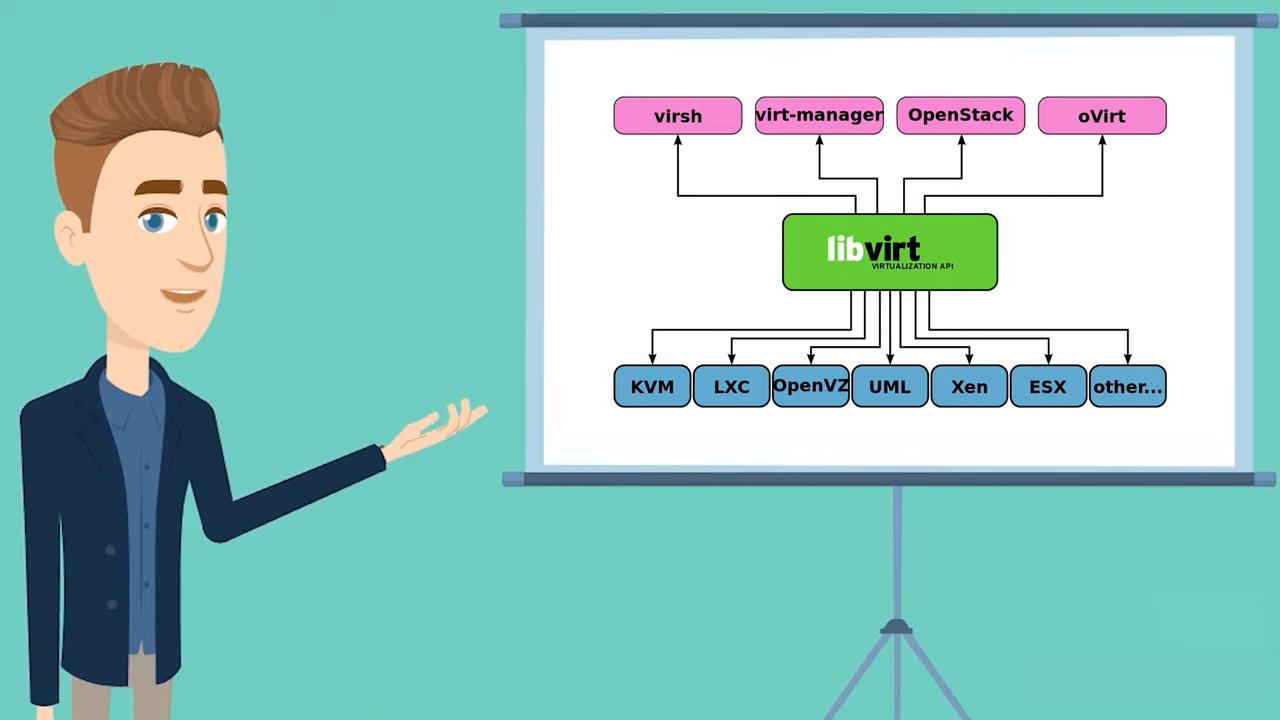 virsh
virt-manager
OpenStack
oVirt
libvirt
VIRTUALIZATION API
KVM
LXC
OpenVZ
UML
Xen
ESX
other...